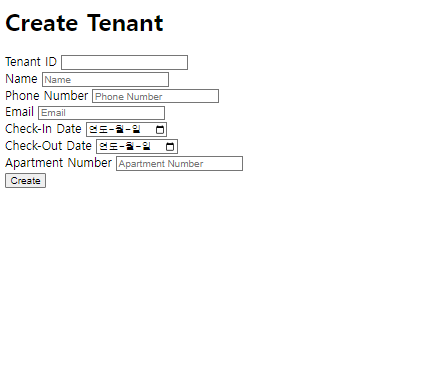 Create Tenant
Tenant ID
Name Name
Phone Number Phone Number
Email Email
Check-In Date 연도-월-일
Check-Out Date 연도-월-일
Apartment Number Apartment Number
Create